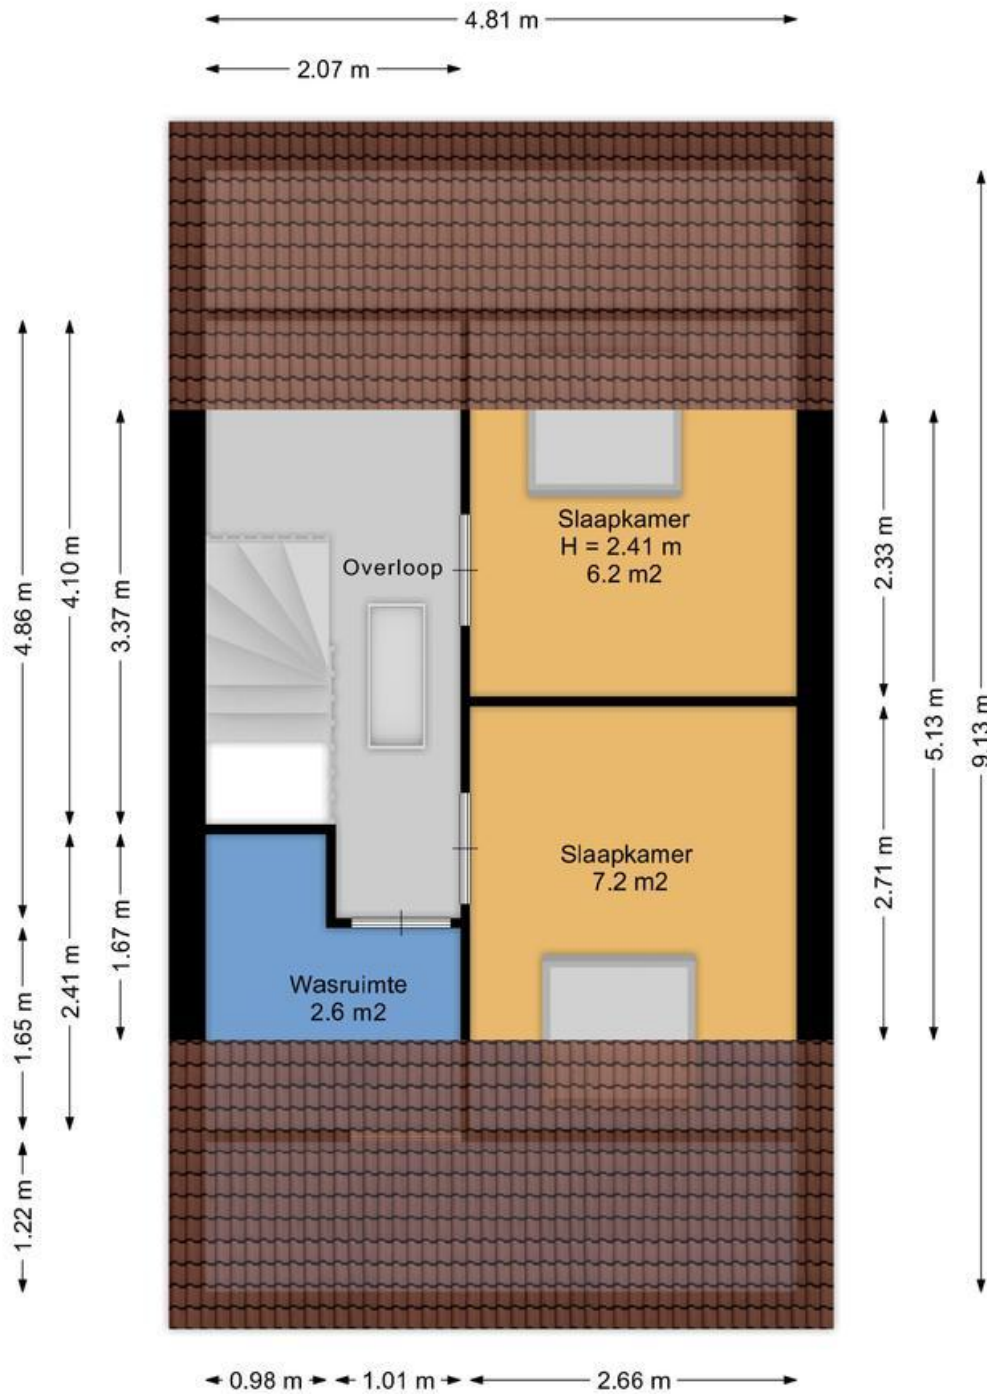 4.81 m
2.07 m
Slaapkamer
H = 2.41 m
6.2 m2
Overloop
4.86 m
4.10 m
3.37 m
2.33 m
5.13 m
9.13 m
Slaapkamer
7.2 m2
2.71 m
1.67 m
2.41 m
1.65 m
Wasruimte
2.6 m2
1.22 m
0.98 m
1.01 m
2.66 m